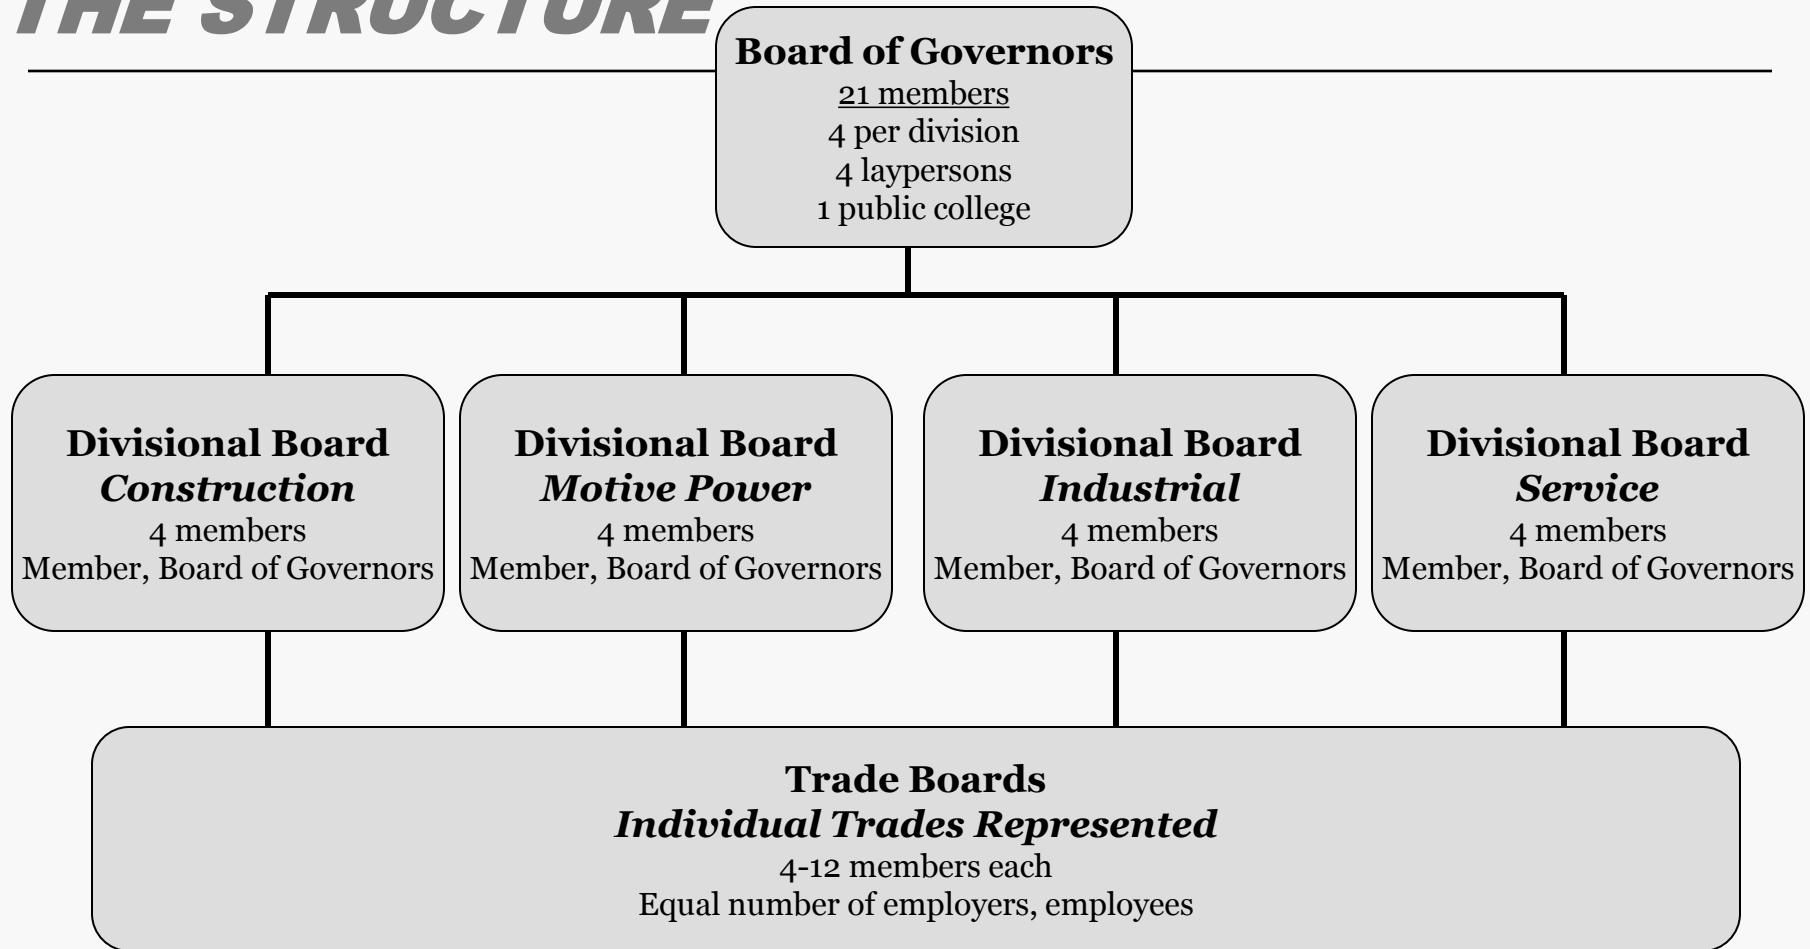 THE STRUCTURE
Board of Governors
21 members
4 per division
4 laypersons
1 public college
Divisional Board
Construction
4 members
Member, Board of Governors
Divisional Board
Motive Power
4 members
Member, Board of Governors
Divisional Board
Industrial
4 members
Member, Board of Governors
Divisional Board
Service
4 members
Member, Board of Governors
Trade Boards
Individual Trades Represented
4-12 members each
Equal number of employers, employees